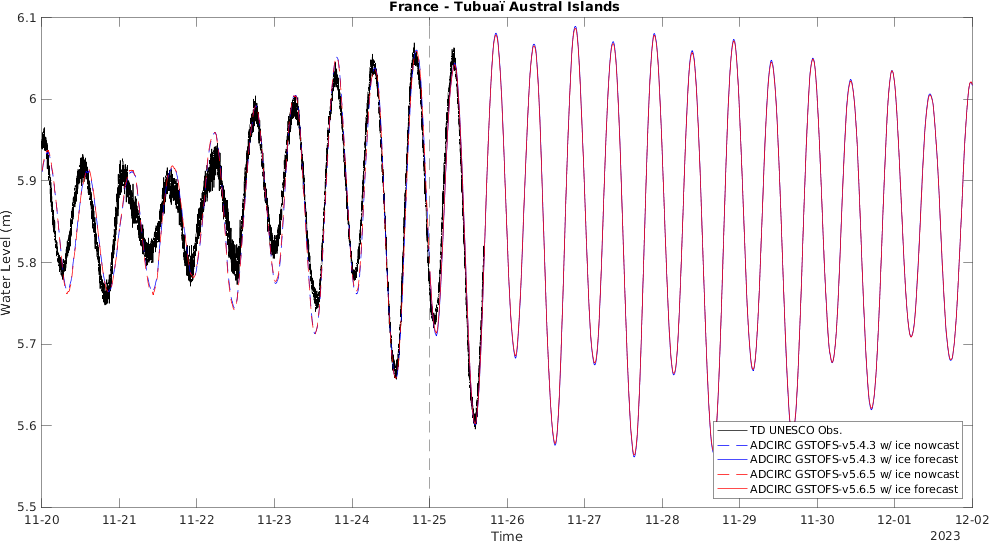 France - Tubuaï Austral Islands
Water Level (m)
6.1
6
5.9
5.8
5.7
5.6
5.5
TD UNESCO Obs.
ADCIRC GSTOFS-v5.4.3 w/ ice nowcast
ADCIRC GSTOFS-v5.4.3 w/ ice forecast
ADCIRC GSTOFS-v5.6.5 w/ ice nowcast
ADCIRC GSTOFS-v5.6.5 w/ ice forecast
11-20 11-21 11-22 11-23 11-24 11-25 11-26 11-27 11-28 11-29 11-30 12-01 12-02
Time
2023